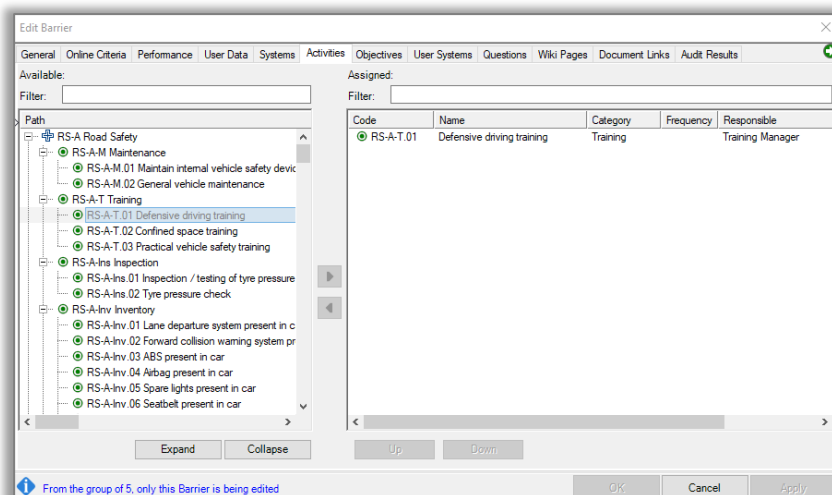 Edit Barrier
General Online Criteria Performance User Data Systems Activities Objectives User Systems Questions Wiki Pages Document Links Audit Results
Available:
Assigned:
Filter:
Filter:
Path
RS-A Road Safety
RS-A-M Maintenance
RS-A-M.01 Maintain internal vehicle safety devic
RS-A-M.02 General vehicle maintenance
RS-A-T Training
RS-A-T.01 Defensive driving training
RS-A-T.02 Confined space training
RS-A-T.03 Practical vehicle safety training
RS-A-Ins Inspection
RS-A-Ins.01 Inspection / testing of tyre pressure
RS-A-Ins.02 Tyre pressure check
RS-A-Inv Inventory
RS-A-Inv.01 Lane departure system present in c
RS-A-Inv.02 Forward collision warning system pr
RS-A-Inv.03 ABS present in car
RS-A-Inv.04 Airbag present in car
RS-A-Inv.05 Spare lights present in car
RS-A-Inv.06 Seatbelt present in car
Code Name Category Frequency Responsible
RS-A-T.01 Defensive driving training Training Training Manager
Expand Collapse
Up Down
From the group of 5, only this Barrier is being edited
OK Cancel Apply